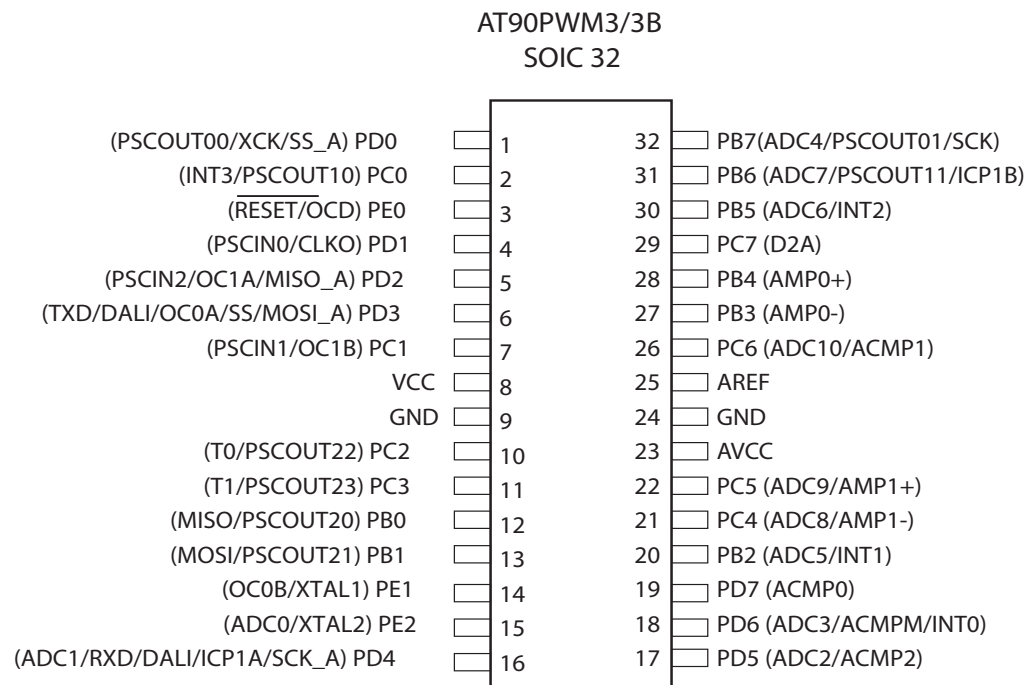 AT90PWM3/3B
SOIC 32
(PSCOUT00/XCK/SS_A) PD0 1 32 PB7(ADC4/PSCOUT01/SCK)
(INT3/PSCOUT10) PC0 2 31 PB6 (ADC7/PSCOUT11/ICP1B)
(RESET/OCD) PE0 3 30 PB5 (ADC6/INT2)
(PSCIN0/CLKO) PD1 4 29 PC7 (D2A)
(PSCIN2/OC1A/MISO_A) PD2 5 28 PB4 (AMP0+)
(TXD/DALI/OC0A/SS/MOSI_A) PD3 6 27 PB3 (AMP0-)
(PSCIN1/OC1B) PC1 7 26 PC6 (ADC10/ACMP1)
VCC 8 25 AREF
GND 9 24 GND
(T0/PSCOUT22) PC2 10 23 AVCC
(T1/PSCOUT23) PC3 11 22 PC5 (ADC9/AMP1+)
(MISO/PSCOUT20) PB0 12 21 PC4 (ADC8/AMP1-)
(MOSI/PSCOUT21) PB1 13 20 PB2 (ADC5/INT1)
(OC0B/XTAL1) PE1 14 19 PD7 (ACMP0)
(ADC0/XTAL2) PE2 15 18 PD6 (ADC3/ACMPM/INT0)
(ADC1/RXD/DALI/ICP1A/SCK_A) PD4 16 17 PD5 (ADC2/ACMP2)